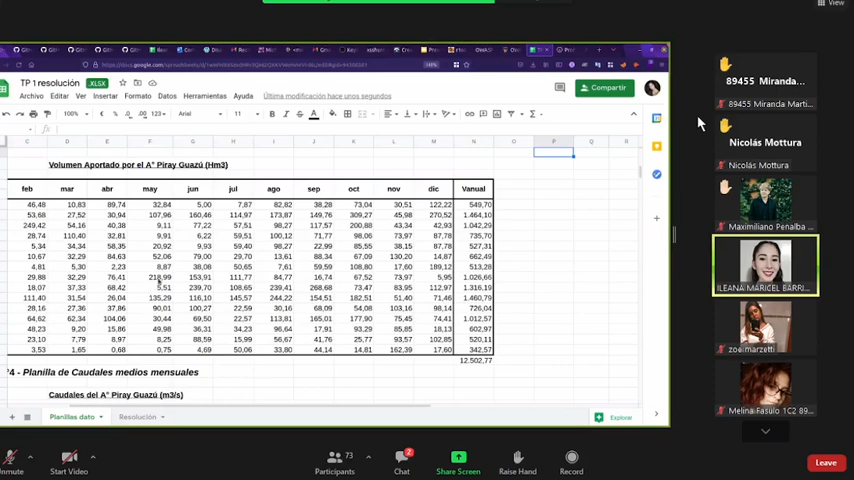 View
TP 1 resolución .XLSX
Compartir
Archivo Editar Ver Insertar Formato Datos Herramientas Ayuda Última modificación hace unos segundos
100% .0 .00 123 Arial 11
fx
C D E F G H I J K L M N O P Q R
Volumen Aportado por el A° Piray Guazú (Hm3)
feb mar abr may jun jul ago sep oct nov dic Vanual
46,48 10,83 89,74 32,84 5,00 7,87 82,82 38,28 73,04 30,51 122,22 549,70
53,68 27,52 30,94 107,96 160,46 114,97 173,87 149,76 309,27 45,98 270,52 1.464,10
249,42 54,16 40,38 9,11 77,22 57,51 98,27 117,57 200,88 43,34 42,93 1.042,29
28,74 110,40 32,81 9,91 6,22 59,51 100,12 71,71 98,06 73,97 80,78 735,70
5,34 34,34 58,35 20,92 9,93 59,40 98,27 22,99 85,55 38,15 78,75 527,31
10,67 32,29 84,63 52,06 79,00 29,70 13,71 80,34 67,70 130,20 14,87 662,49
4,81 5,30 2,23 8,87 38,08 50,65 7,61 59,70 108,80 17,60 189,12 513,28
29,88 32,29 76,41 218,99 153,91 111,77 84,77 16,74 67,52 73,97 5,95 1.026,66
18,07 37,33 68,42 5,51 239,70 108,65 239,41 268,68 73,47 83,95 112,97 1.316,19
111,40 31,54 26,04 135,29 116,10 145,57 244,22 154,51 182,31 51,40 71,46 1.460,79
28,16 27,36 37,86 90,01 100,27 22,59 30,16 68,09 54,08 103,16 98,14 726,04
64,62 62,34 104,06 30,44 69,50 22,57 113,81 165,01 177,90 75,45 74,41 1.012,57
48,23 9,20 15,86 49,98 36,31 34,23 96,64 17,91 93,29 85,85 18,13 602,97
23,10 7,79 8,97 8,25 88,59 15,99 56,67 41,76 25,77 93,57 102,85 520,11
3,53 1,65 0,68 0,75 4,69 50,06 33,80 44,14 14,81 162,39 17,60 342,57
12.502,77
°4 - Planilla de Caudales medios mensuales
Caudales del A° Piray Guazú (m3/s)
Planillas dato Resolución
Explorar
89455 Miranda...
89455 Miranda Marti...
Nicolás Mottura
Nicolás Mottura
Maximiliano Penalba ...
ILEANA MARICEL BARRI...
zoe marzetti
Melina Fasulo 1C2 89...
Unmute Start Video Participants 73 Chat 2 Share Screen Raise Hand Record Leave